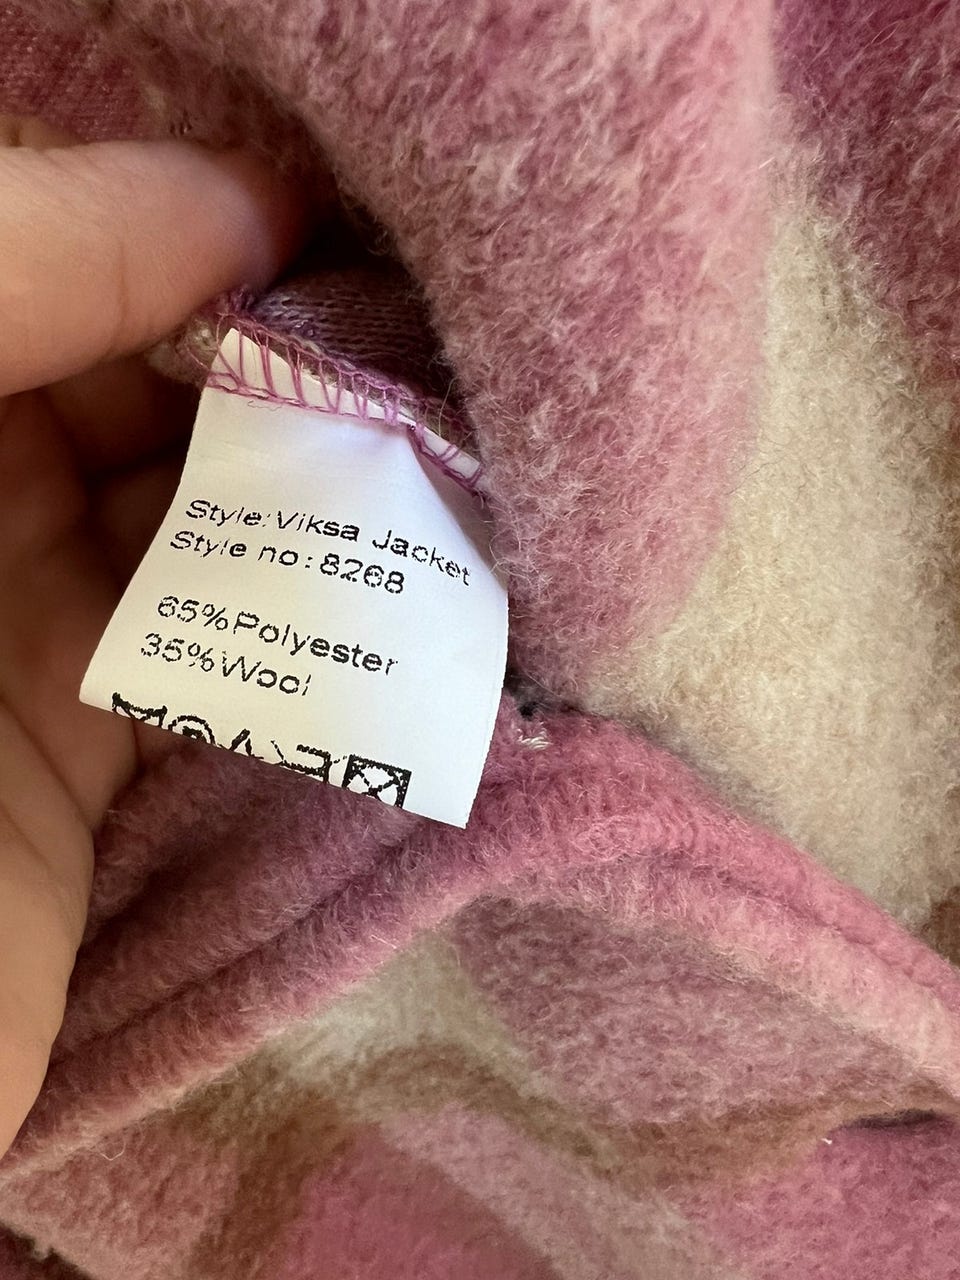 Style:Viksa Jacket
Style no:8268
65%Polyester
35%Wool